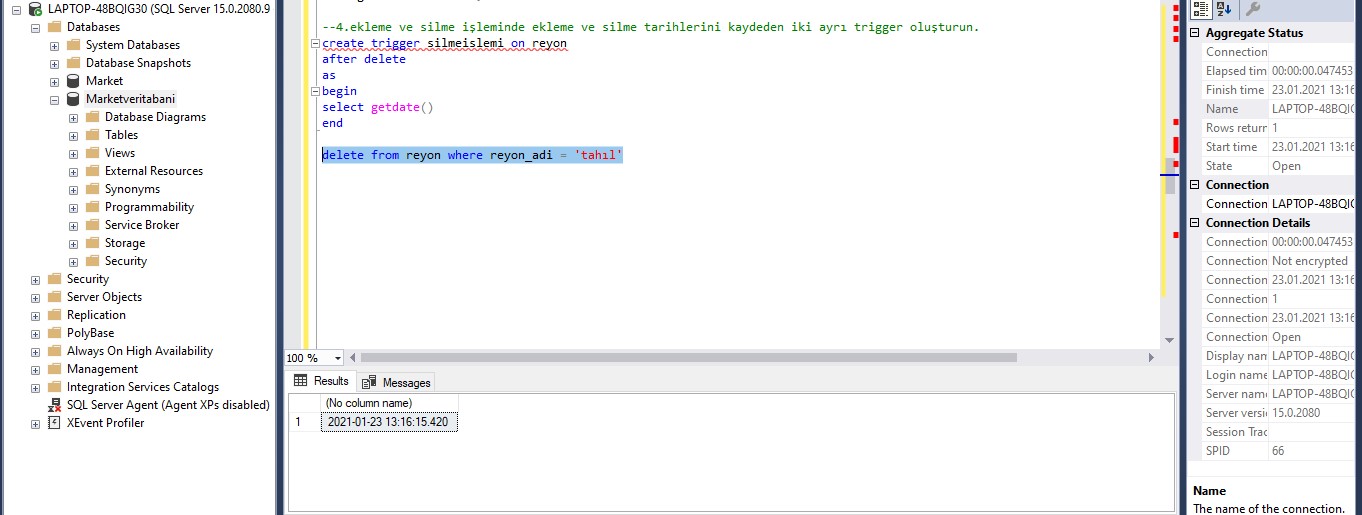 LAPTOP-48BQIG30 (SQL Server 15.0.2080.9
Databases
System Databases
Database Snapshots
Market
Marketveritabani
Database Diagrams
Tables
Views
External Resources
Synonyms
Programmability
Service Broker
Storage
Security
Security
Server Objects
Replication
PolyBase
Always On High Availability
Management
Integration Services Catalogs
SQL Server Agent (Agent XPs disabled)
XEvent Profiler
--4.ekleme ve silme işleminde ekleme ve silme tarihlerini kaydeden iki ayrı trigger oluşturun.
create trigger silmeislemi on reyon
after delete
as
begin
select getdate()
end
delete from reyon where reyon_adi = 'tahıl'
100 %
Results Messages
(No column name)
1 2021-01-23 13:16:15.420
Aggregate Status
Connection
Elapsed tim 00:00:00.047453
Finish time 23.01.2021 13:16
Name LAPTOP-48BQIG
Rows returr 1
Start time 23.01.2021 13:16
State Open
Connection
Connection LAPTOP-48BQIG
Connection Details
Connection 00:00:00.047453
Connection Not encrypted
Connection 23.01.2021 13:16
Connection 1
Connection 23.01.2021 13:16
Connection Open
Display nam LAPTOP-48BQIG
Login name LAPTOP-48BQIG
Server name LAPTOP-48BQIG
Server versi 15.0.2080
Session Trac
SPID 66
Name
The name of the connection.